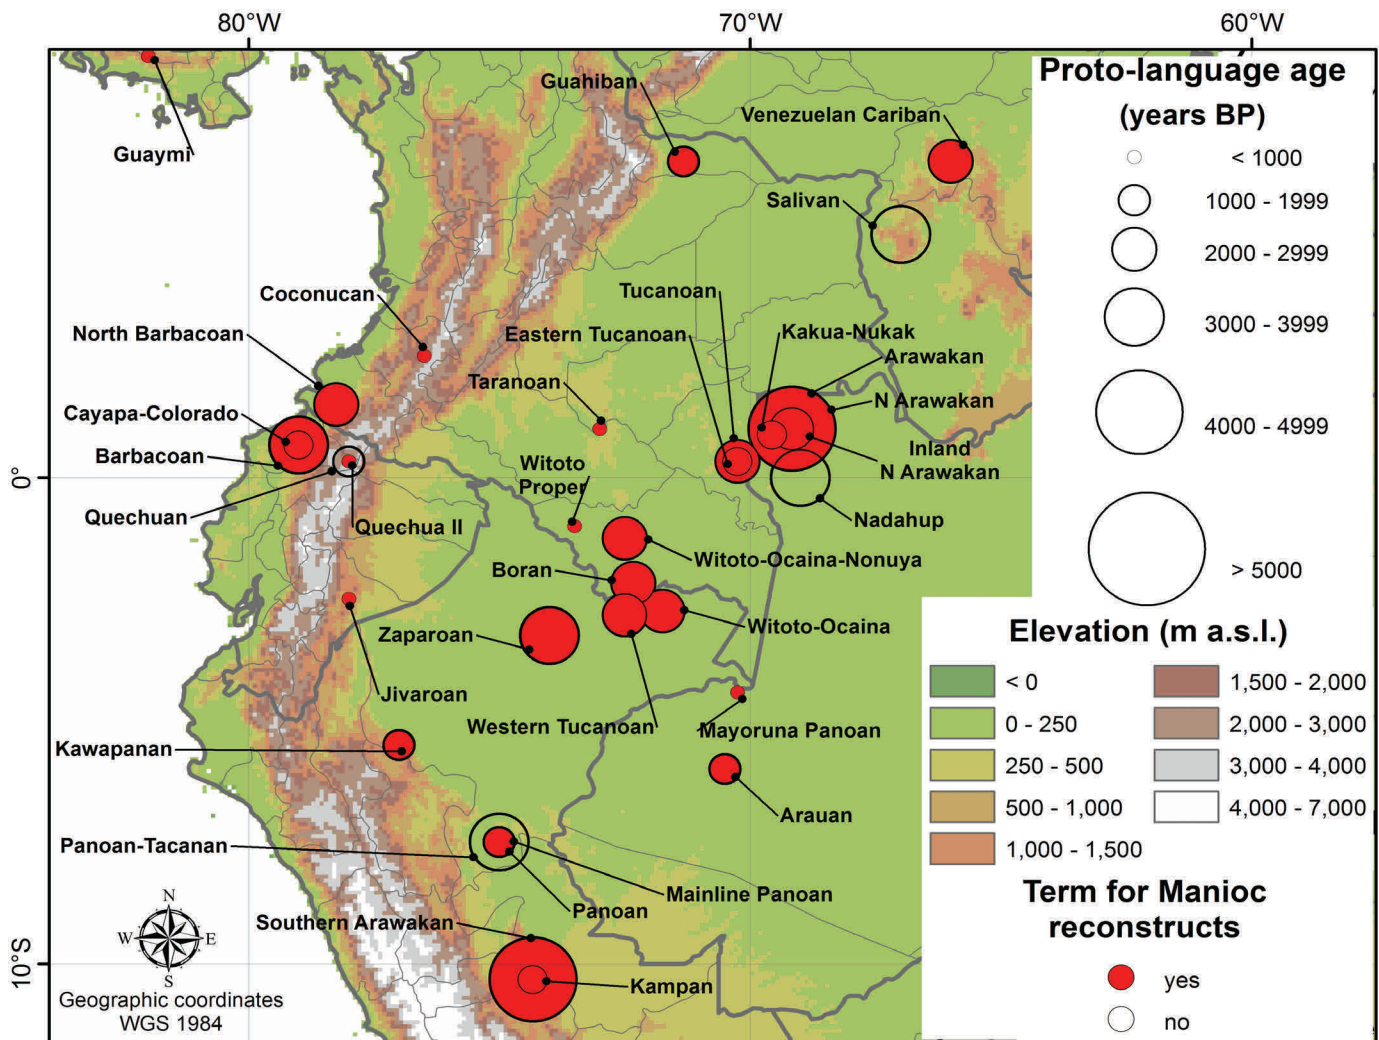 80°W
70°W
60°W
Guahiban
Venezuelan Cariban
Guaymi
Salivan
Coconucan
Tucanoan
North Barbacoan
Eastern Tucanoan
Kakua-Nukak
Arawakan
Taranoan
N Arawakan
Cayapa-Colorado
Inland
N Arawakan
Barbacoan
Witoto
Proper
0°
Quechuan
Quechua II
Nadahup
Witoto-Ocaina-Nonuya
Boran
Witoto-Ocaina
Zaparoan
Jivaroan
Western Tucanoan
Mayoruna Panoan
Kawapanan
Arauan
Panoan-Tacanan
Mainline Panoan
Panoan
Southern Arawakan
Kampan
10°S
N
W
E
S
Geographic coordinates
WGS 1984
Proto-language age
(years BP)
< 1000
1000 - 1999
2000 - 2999
3000 - 3999
4000 - 4999
> 5000
Elevation (m a.s.l.)
< 0
0 - 250
250 - 500
500 - 1,000
1,000 - 1,500
1,500 - 2,000
2,000 - 3,000
3,000 - 4,000
4,000 - 7,000
Term for Manioc
reconstructs
yes
no